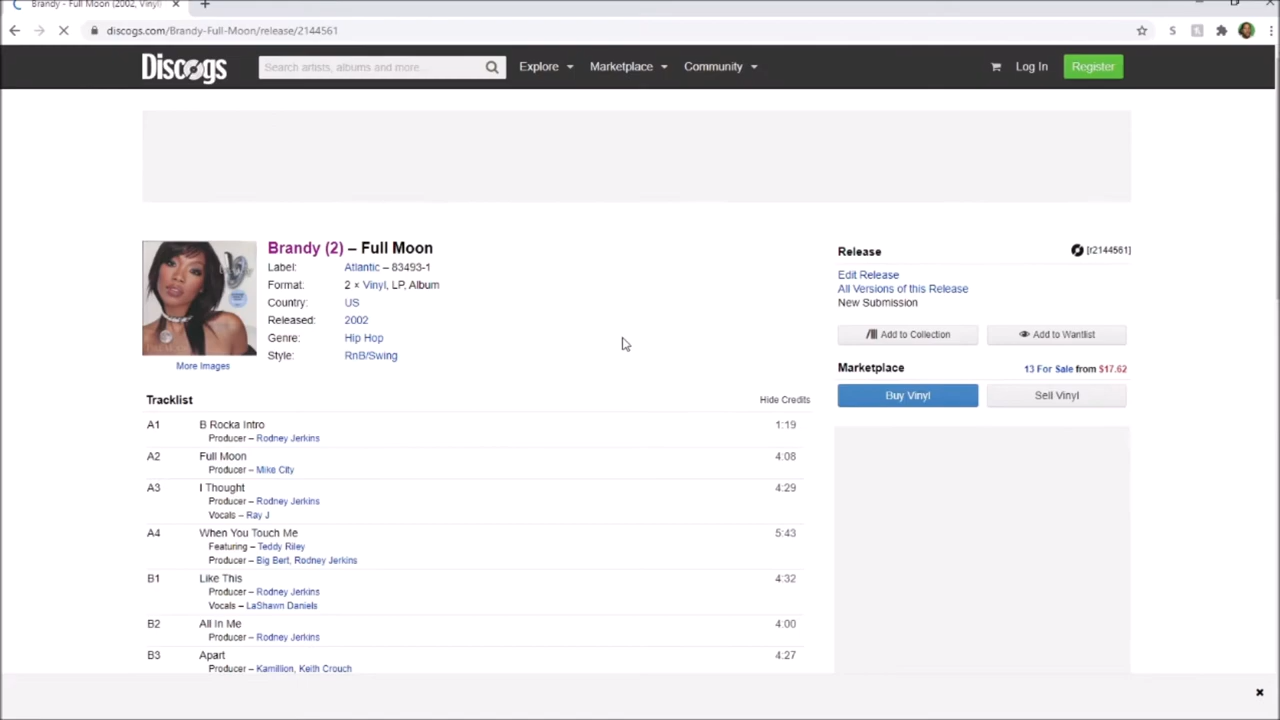 Brandy - Full Moon (2002, Vinyl)
discogs.com/Brandy-Full-Moon/release/2144561
Discogs
Search artists, albums and more
Explore
Marketplace
Community
Log In
Register
Brandy (2) – Full Moon
Label: Atlantic – 83493-1
Format: 2 × Vinyl, LP, Album
Country: US
Released: 2002
Genre: Hip Hop
Style: RnB/Swing
More Images
Release
[r2144561]
Edit Release
All Versions of this Release
New Submission
Add to Collection
Add to Wantlist
Marketplace
13 For Sale from $17.62
Buy Vinyl
Sell Vinyl
Tracklist
Hide Credits
A1 B Rocka Intro 1:19
Producer – Rodney Jerkins
A2 Full Moon 4:08
Producer – Mike City
A3 I Thought 4:29
Producer – Rodney Jerkins
Vocals – Ray J
A4 When You Touch Me 5:43
Featuring – Teddy Riley
Producer – Big Bert, Rodney Jerkins
B1 Like This 4:32
Producer – Rodney Jerkins
Vocals – LaShawn Daniels
B2 All In Me 4:00
Producer – Rodney Jerkins
B3 Apart 4:27
Producer – Kamillion, Keith Crouch